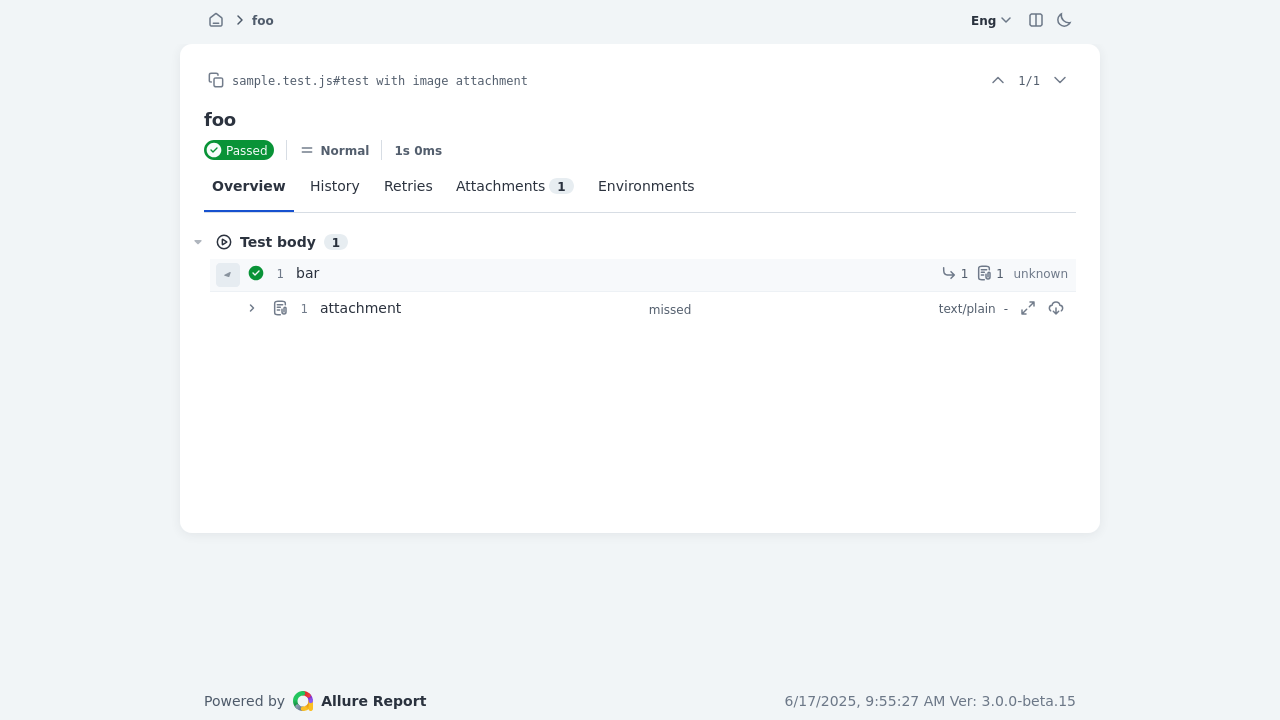 foo
Eng
sample.test.js#test with image attachment
1/1
foo
Passed
Normal
1s 0ms
Overview
History
Retries
Attachments 1
Environments
Test body 1
1 bar
1 1 unknown
1 attachment
missed
text/plain -
Powered by Allure Report
6/17/2025, 9:55:27 AM Ver: 3.0.0-beta.15